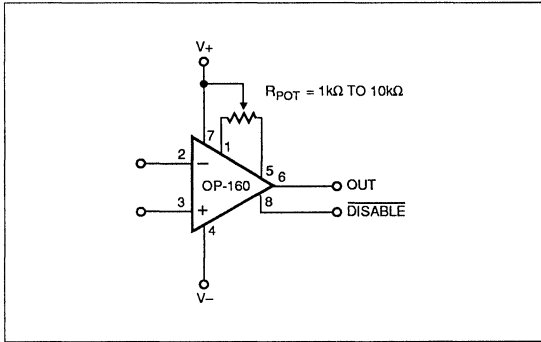 V+
R_POT = 1kΩ TO 10kΩ
7
1
2
−
5
6
OP-160
OUT
8
3
+
DISABLE
4
V−